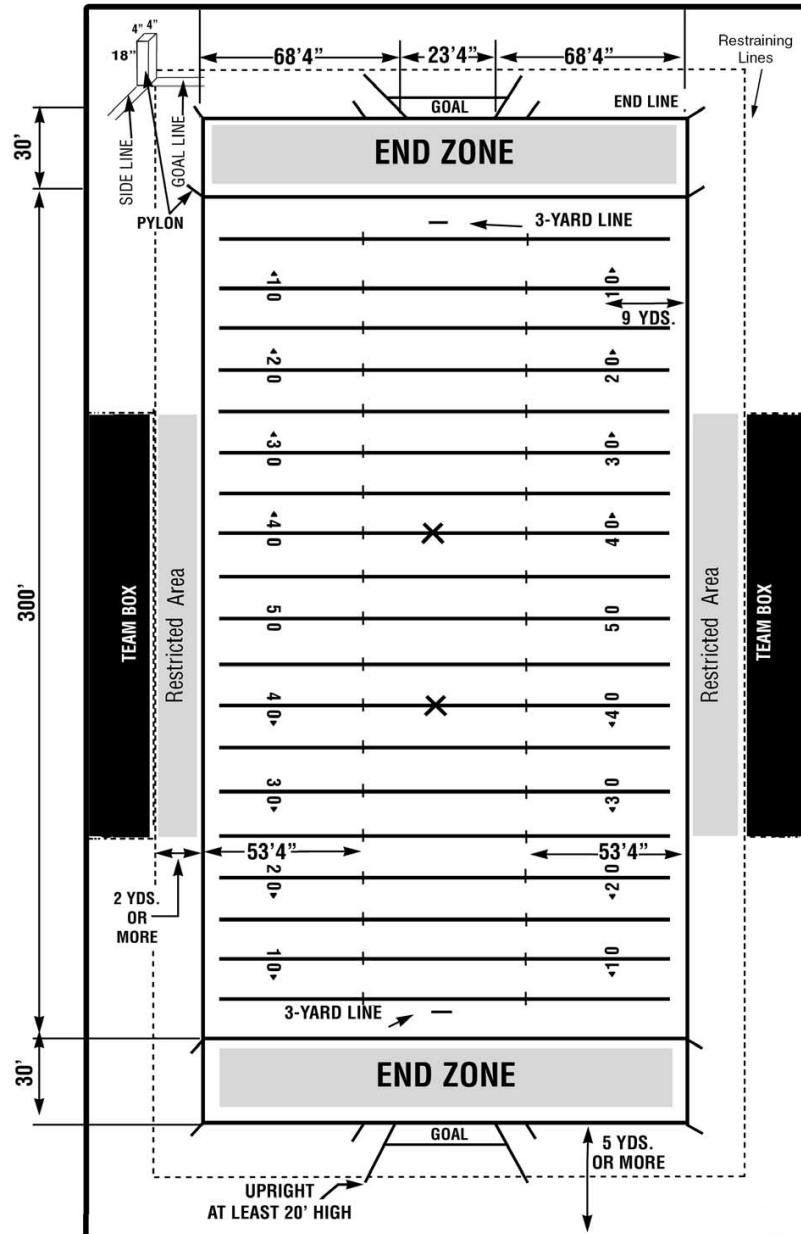 4" 4"
18"
68'4" 23'4" 68'4"
Restraining
Lines
GOAL
END LINE
30'
SIDE LINE
GOAL LINE
END ZONE
PYLON
3-YARD LINE
10 10
9 YDS.
20 20
30 30
40 40
300'
TEAM BOX
Restricted Area
50 50
Restricted Area
TEAM BOX
40 40
30 30
53'4" 53'4"
2 YDS.
OR
MORE
20 20
10 10
3-YARD LINE
30'
END ZONE
GOAL
5 YDS.
OR MORE
UPRIGHT
AT LEAST 20' HIGH